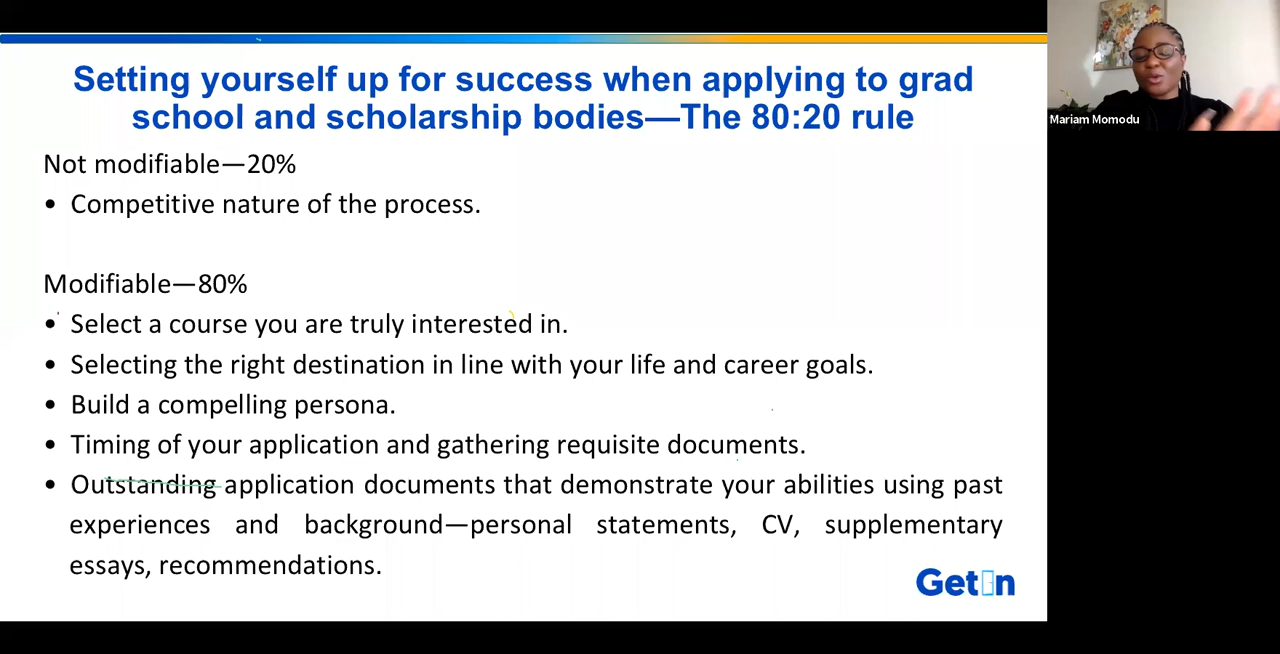 Setting yourself up for success when applying to grad
school and scholarship bodies—The 80:20 rule
Not modifiable—20%
• Competitive nature of the process.
Modifiable—80%
• Select a course you are truly interested in.
• Selecting the right destination in line with your life and career goals.
• Build a compelling persona.
• Timing of your application and gathering requisite documents.
• Outstanding application documents that demonstrate your abilities using past
experiences and background—personal statements, CV, supplementary
essays, recommendations.
GetIn
Mariam Momodu